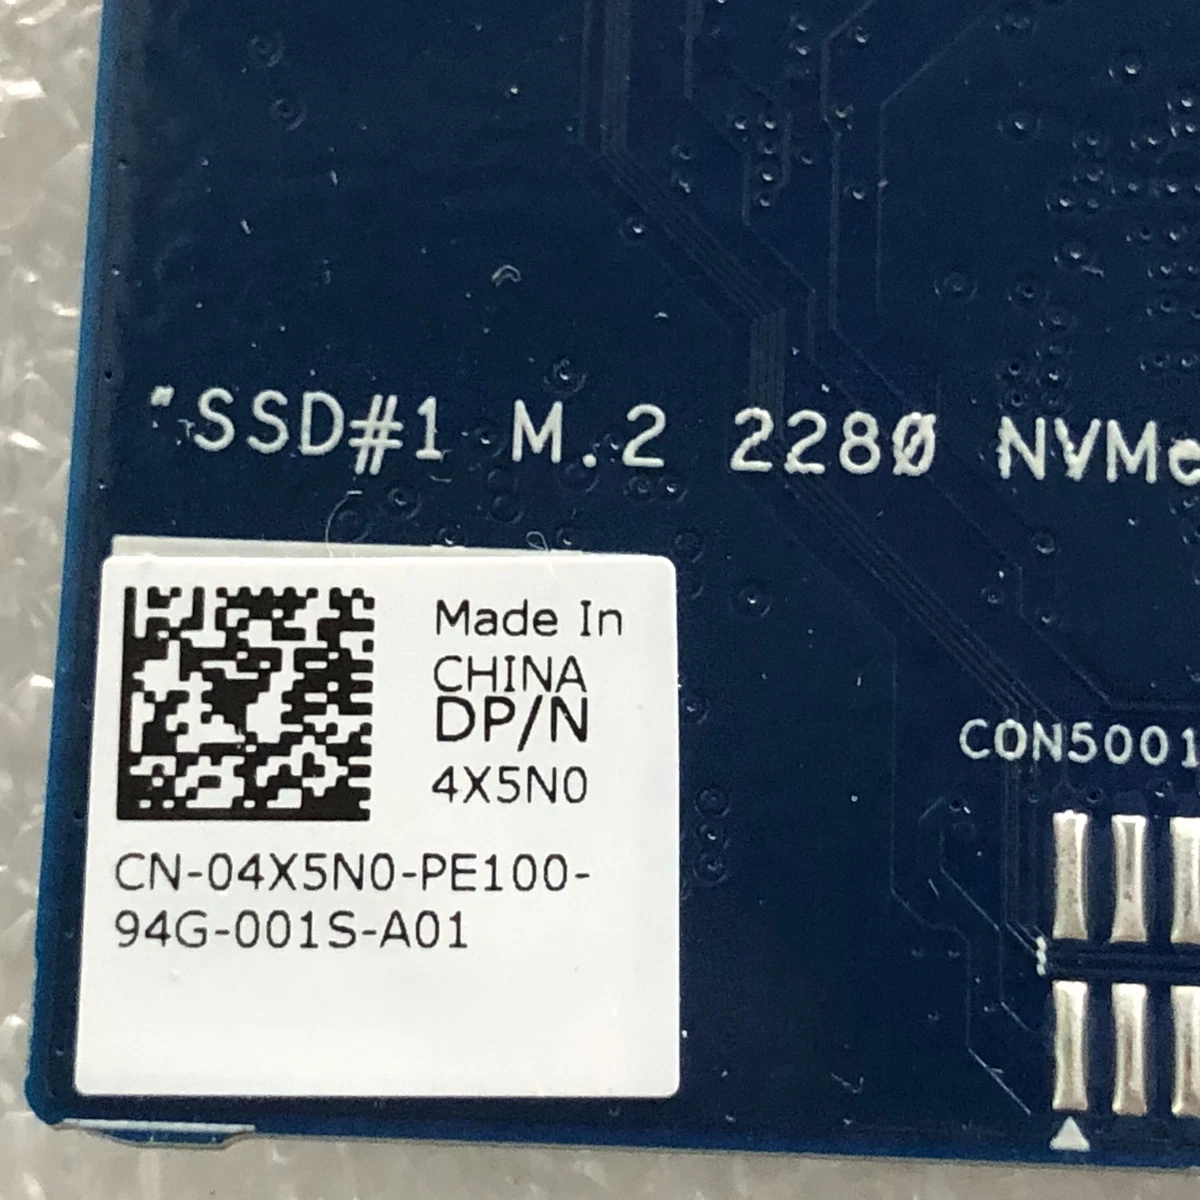 "SSD#1 M.2 2280 NVMe
Made In
CHINA
DP/N
4X5N0
CON5001
CN-04X5N0-PE100-
94G-001S-A01